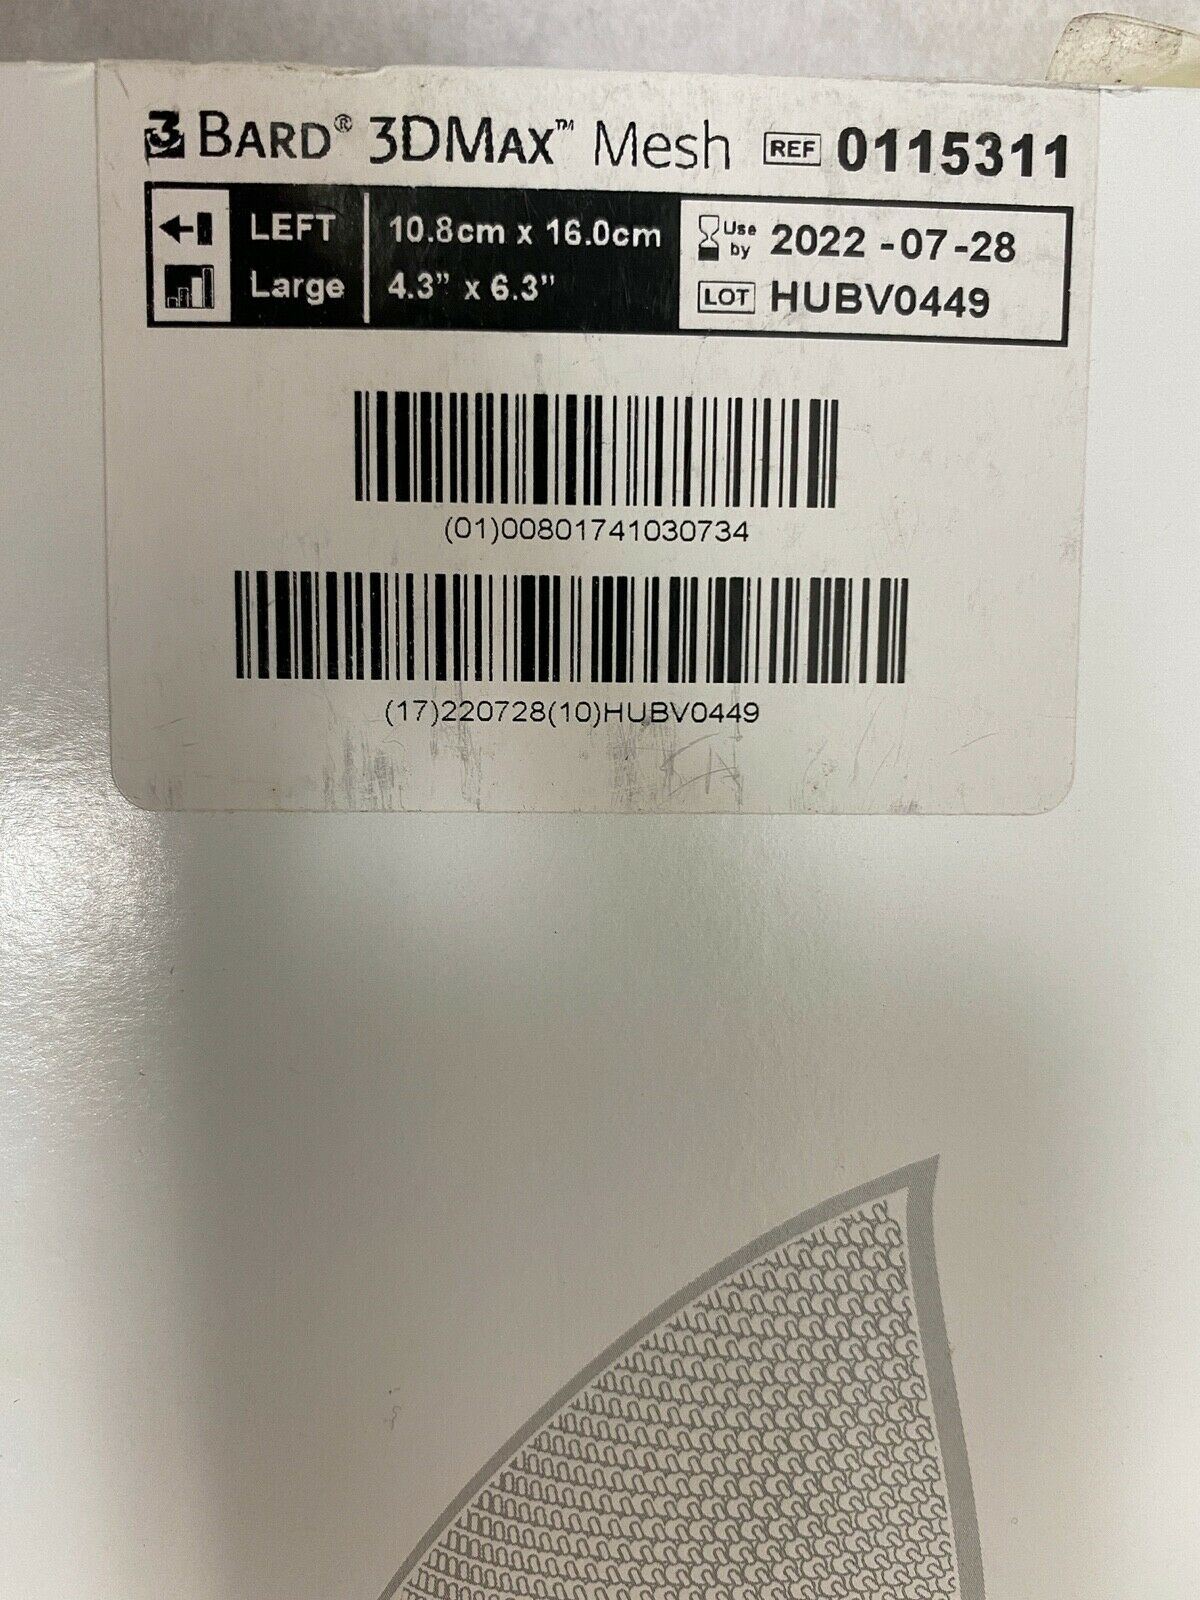 3 BARD® 3DMAX™ Mesh REF 0115311
LEFT 10.8cm x 16.0cm Use by 2022-07-28
Large 4.3" x 6.3" LOT HUBV0449
(01)00801741030734
(17)220728(10)HUBV0449